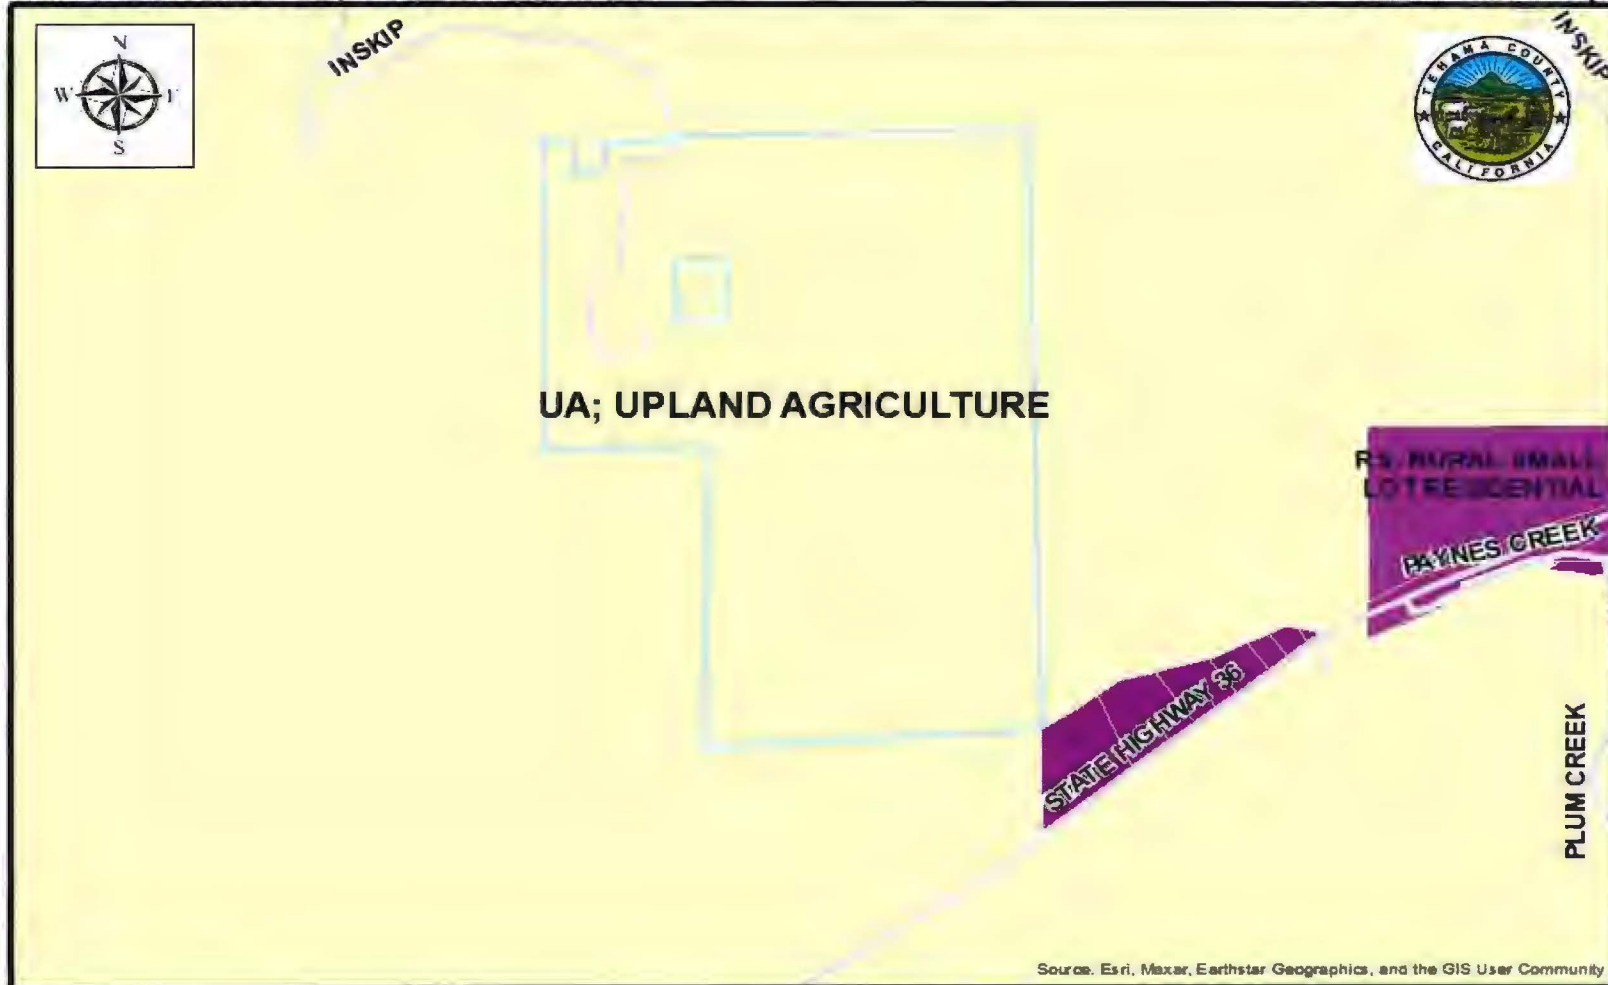 N
W
S
INSKIP
TEHAMA COUNTY
CALIFORNIA
INSKIP
UA; UPLAND AGRICULTURE
RS; RURAL SMALL
LOT RESIDENTIAL
PAYNES CREEK
STATE HIGHWAY 36
PLUM CREEK
Source: Esri, Maxar, Earthstar Geographics, and the GIS User Community